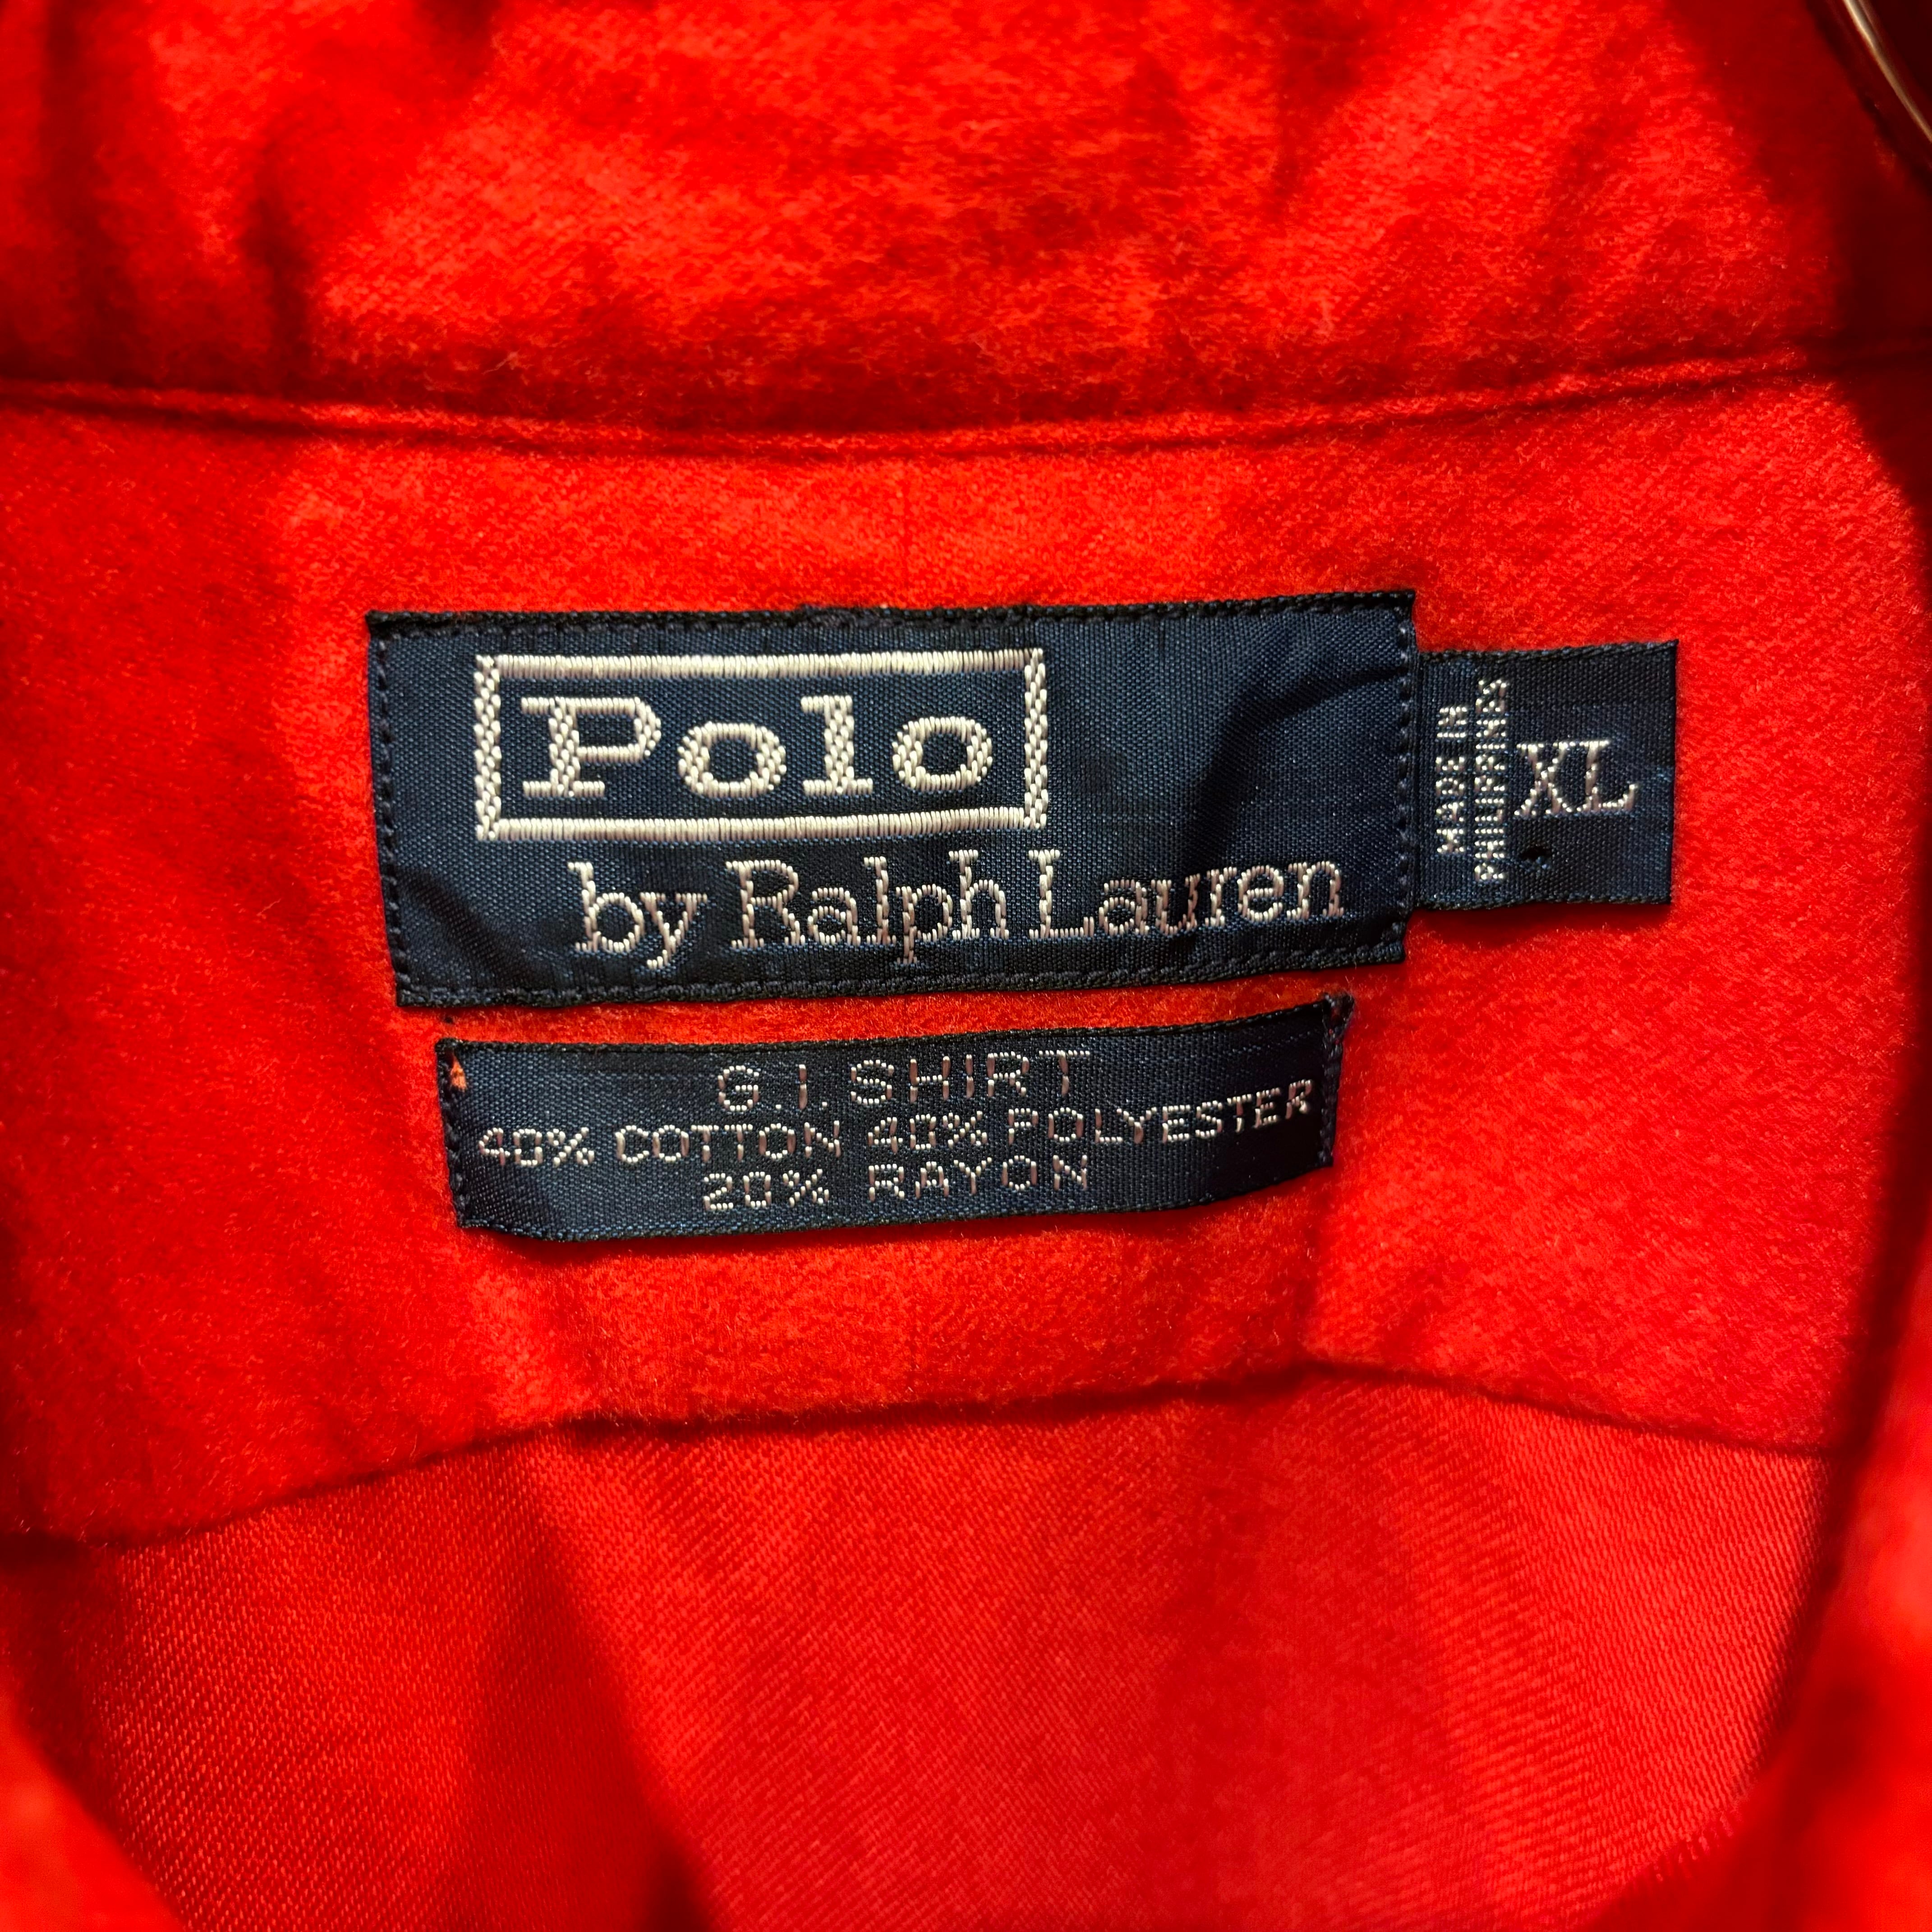 Polo
by Ralph Lauren
MADE IN
PHILIPPINES
XL
G.I. SHIRT
40% COTTON 40% POLYESTER
20% RAYON